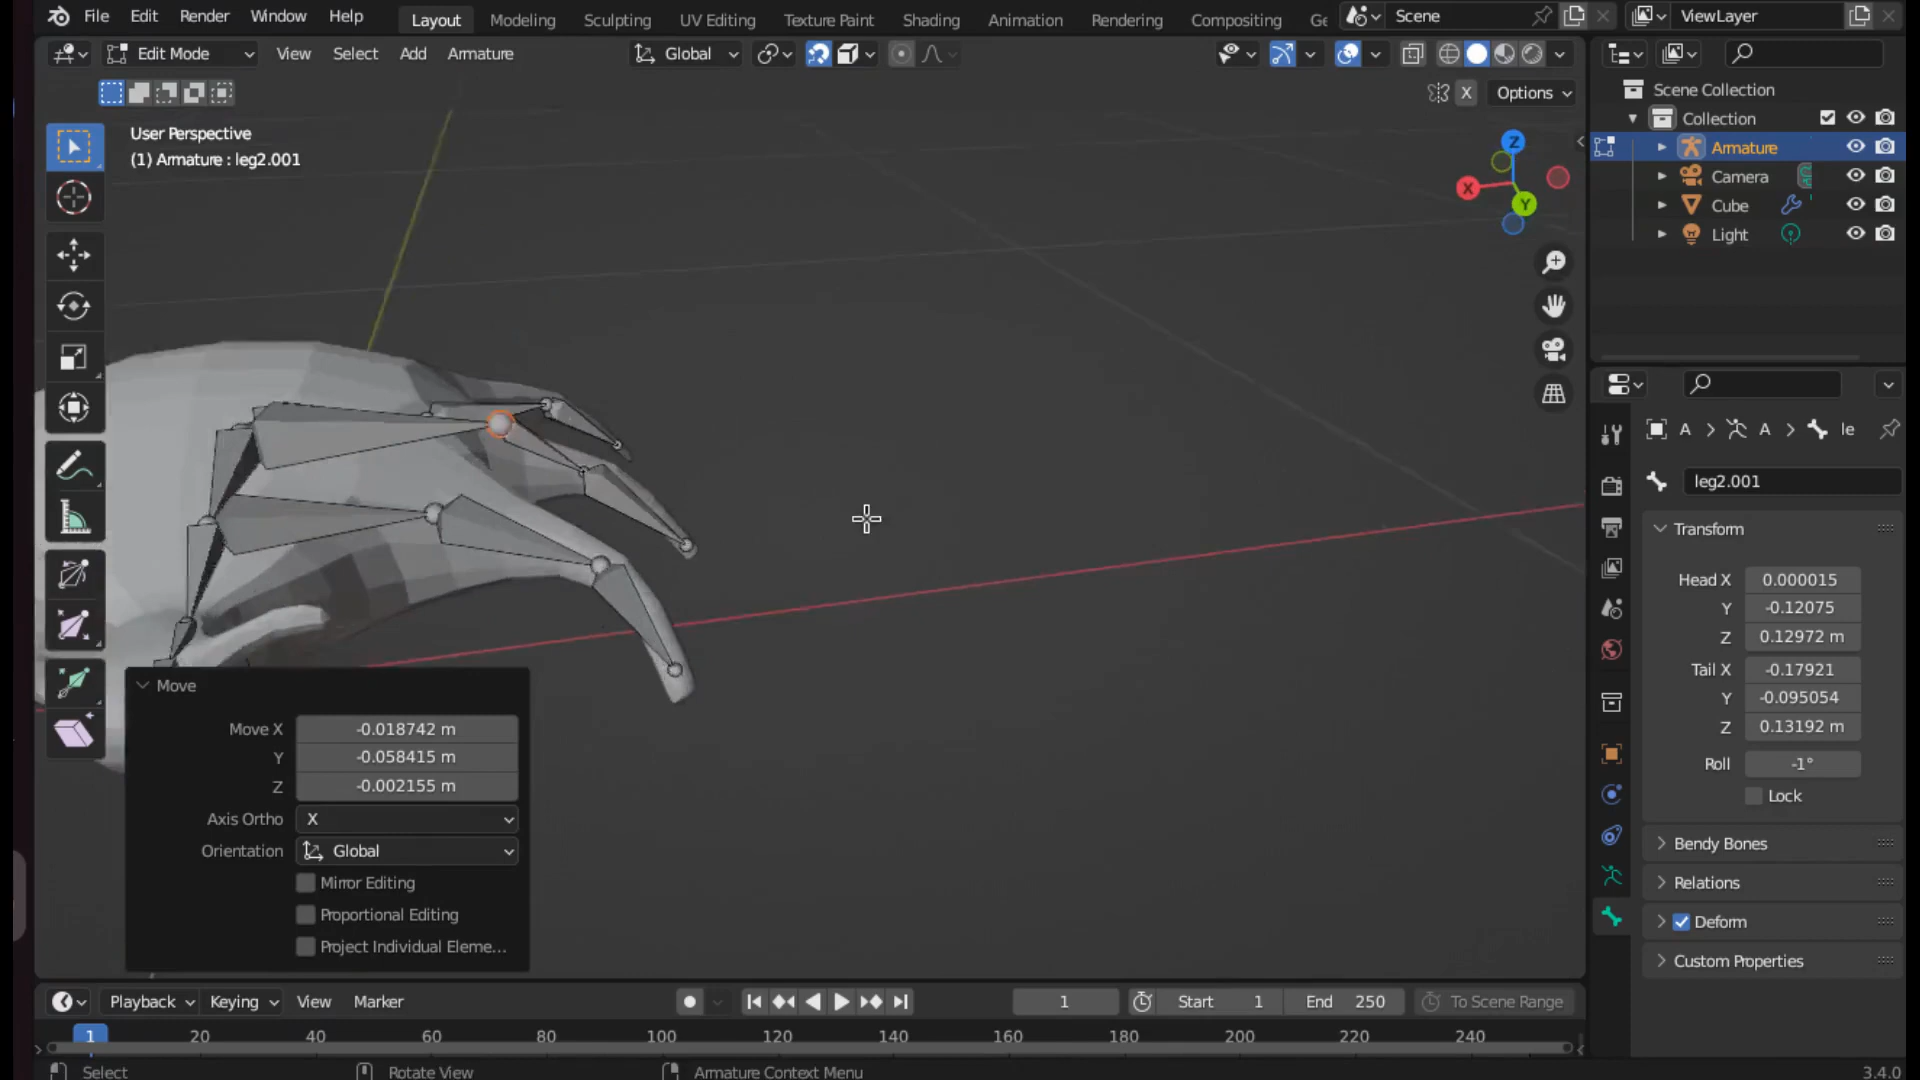 File Edit Render Window Help Layout Modeling Sculpting UV Editing Texture Paint Shading Animation Rendering Compositing Ge Scene ViewLayer
Edit Mode View Select Add Armature Global
X Options
User Perspective
(1) Armature : leg2.001
Z
X
Y
Scene Collection
Collection
Armature
Camera
Cube
Light
A > A > le
leg2.001
Transform
Head X 0.000015
Y -0.12075
Z 0.12972 m
Tail X -0.17921
Y -0.095054
Z 0.13192 m
Roll -1°
Lock
Bendy Bones
Relations
Deform
Custom Properties
Move
Move X -0.018742 m
Y -0.058415 m
Z -0.002155 m
Axis Ortho X
Orientation Global
Mirror Editing
Proportional Editing
Project Individual Eleme...
Playback Keying View Marker 1 Start 1 End 250 To Scene Range
1 20 40 60 80 100 120 140 160 180 200 220 240
Select Rotate View Armature Context Menu 3.4.0